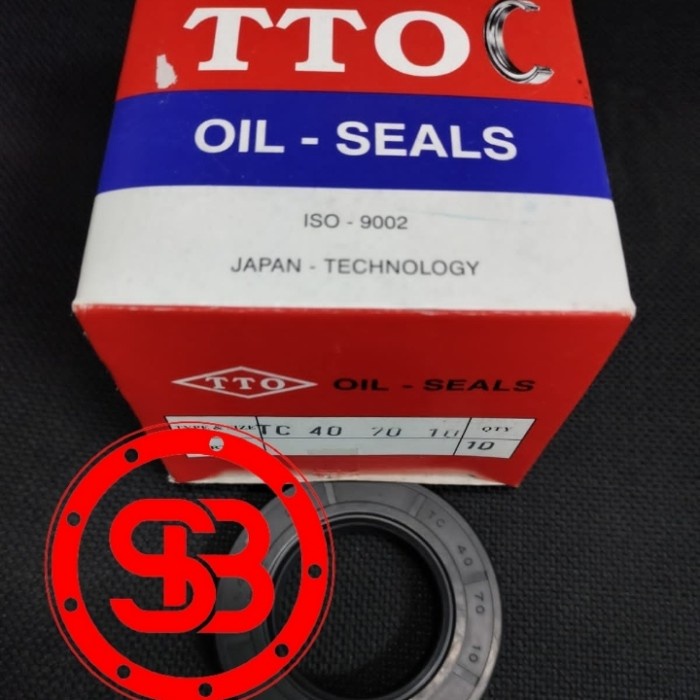 TTO
OIL - SEALS
ISO - 9002
JAPAN - TECHNOLOGY
TTO OIL - SEALS
TC 40 70 10 QTY
10
SB
TC 40 70 10